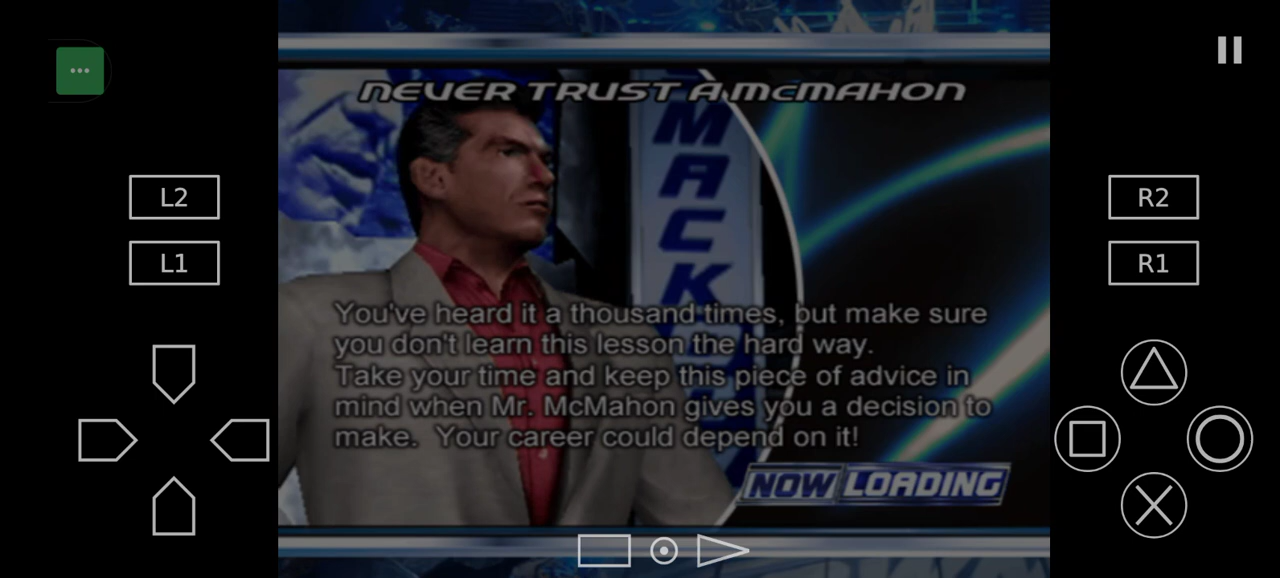 NEVER TRUST A MCMAHON
L2
R2
L1
R1
SMACKDOWN
You've heard it a thousand times, but make sure
you don't learn this lesson the hard way.
Take your time and keep this piece of advice in
mind when Mr. McMahon gives you a decision to
make.  Your career could depend on it!
NOW LOADING